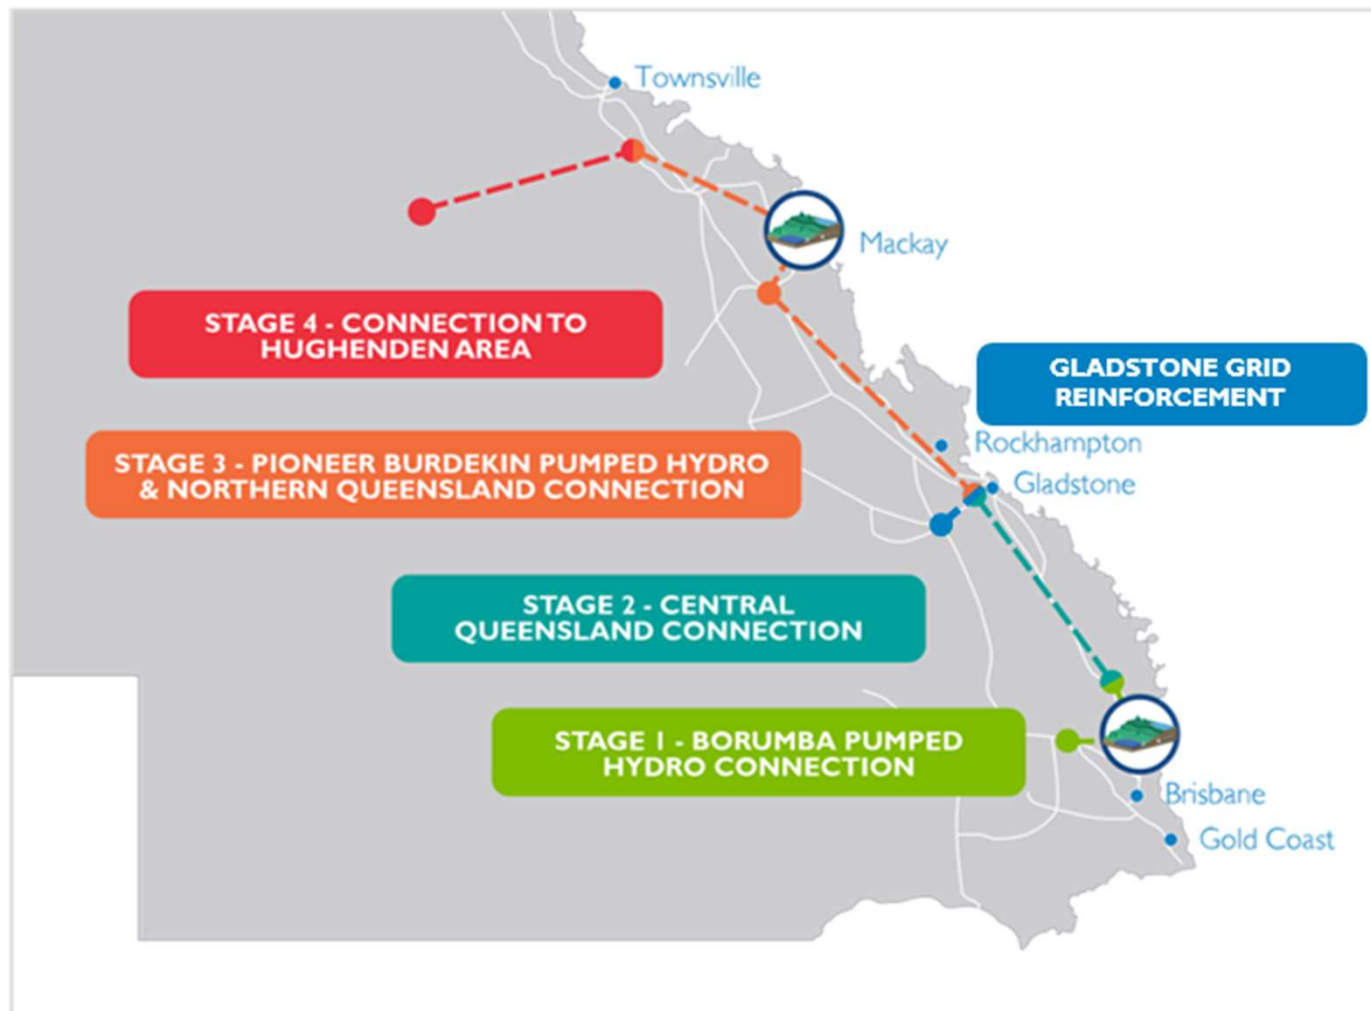 Townsville
Mackay
STAGE 4 - CONNECTION TO
HUGHENDEN AREA
GLADSTONE GRID
REINFORCEMENT
Rockhampton
STAGE 3 - PIONEER BURDEKIN PUMPED HYDRO
& NORTHERN QUEENSLAND CONNECTION
Gladstone
STAGE 2 - CENTRAL
QUEENSLAND CONNECTION
STAGE 1 - BORUMBA PUMPED
HYDRO CONNECTION
Brisbane
Gold Coast